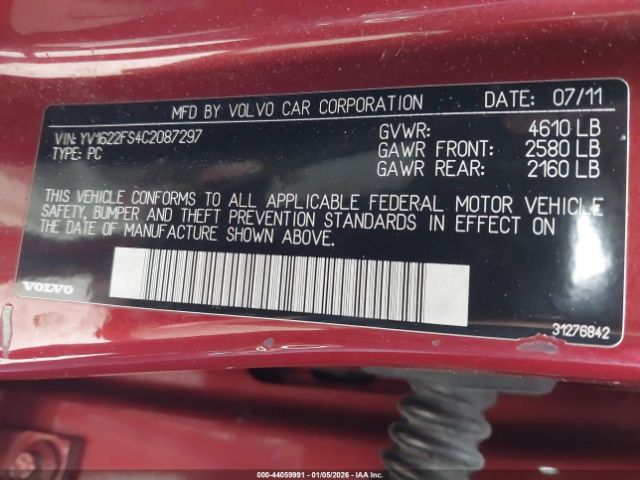 MFD BY VOLVO CAR CORPORATION DATE: 07/11
VIN: YV1622FS4C2087297 GVWR: 4610 LB
TYPE: PC GAWR FRONT: 2580 LB
GAWR REAR: 2160 LB
THIS VEHICLE CONFORMS TO ALL APPLICABLE FEDERAL MOTOR VEHICLE
SAFETY, BUMPER AND THEFT PREVENTION STANDARDS IN EFFECT ON
THE DATE OF MANUFACTURE SHOWN ABOVE.
VOLVO
31276842
000-44059991 - 01/05/2026 - IAA Inc.